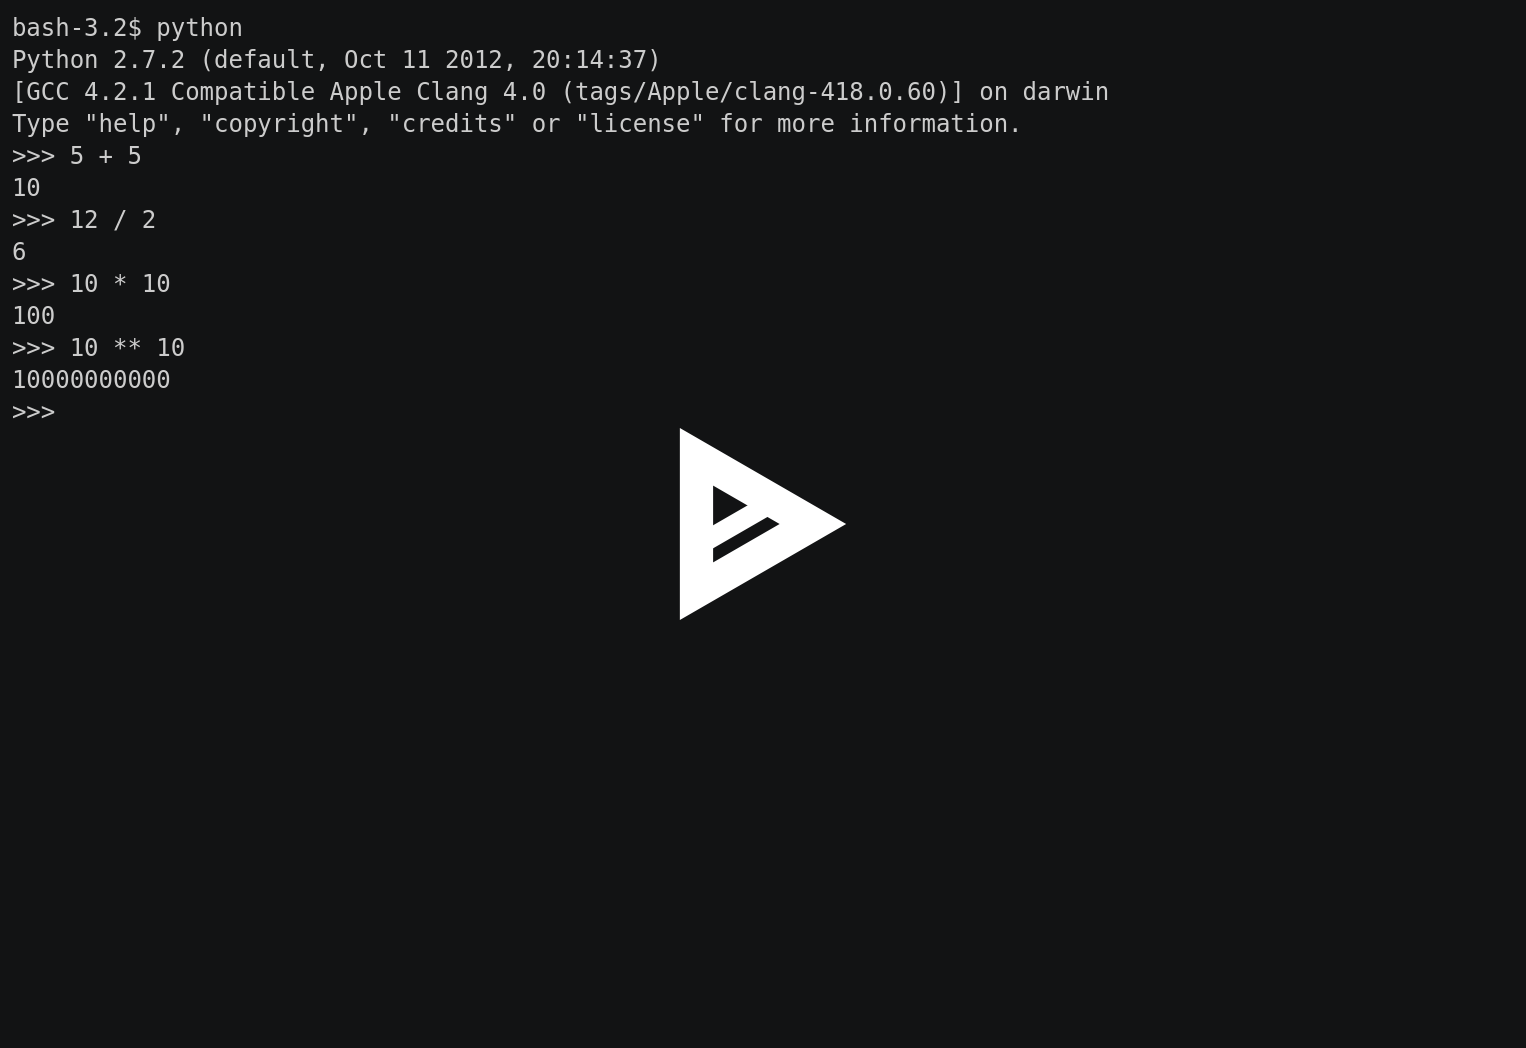 bash-3.2$ python
Python 2.7.2 (default, Oct 11 2012, 20:14:37)
[GCC 4.2.1 Compatible Apple Clang 4.0 (tags/Apple/clang-418.0.60)] on darwin
Type "help", "copyright", "credits" or "license" for more information.
>>> 5 + 5
10
>>> 12 / 2
6
>>> 10 * 10
100
>>> 10 ** 10
10000000000
>>>